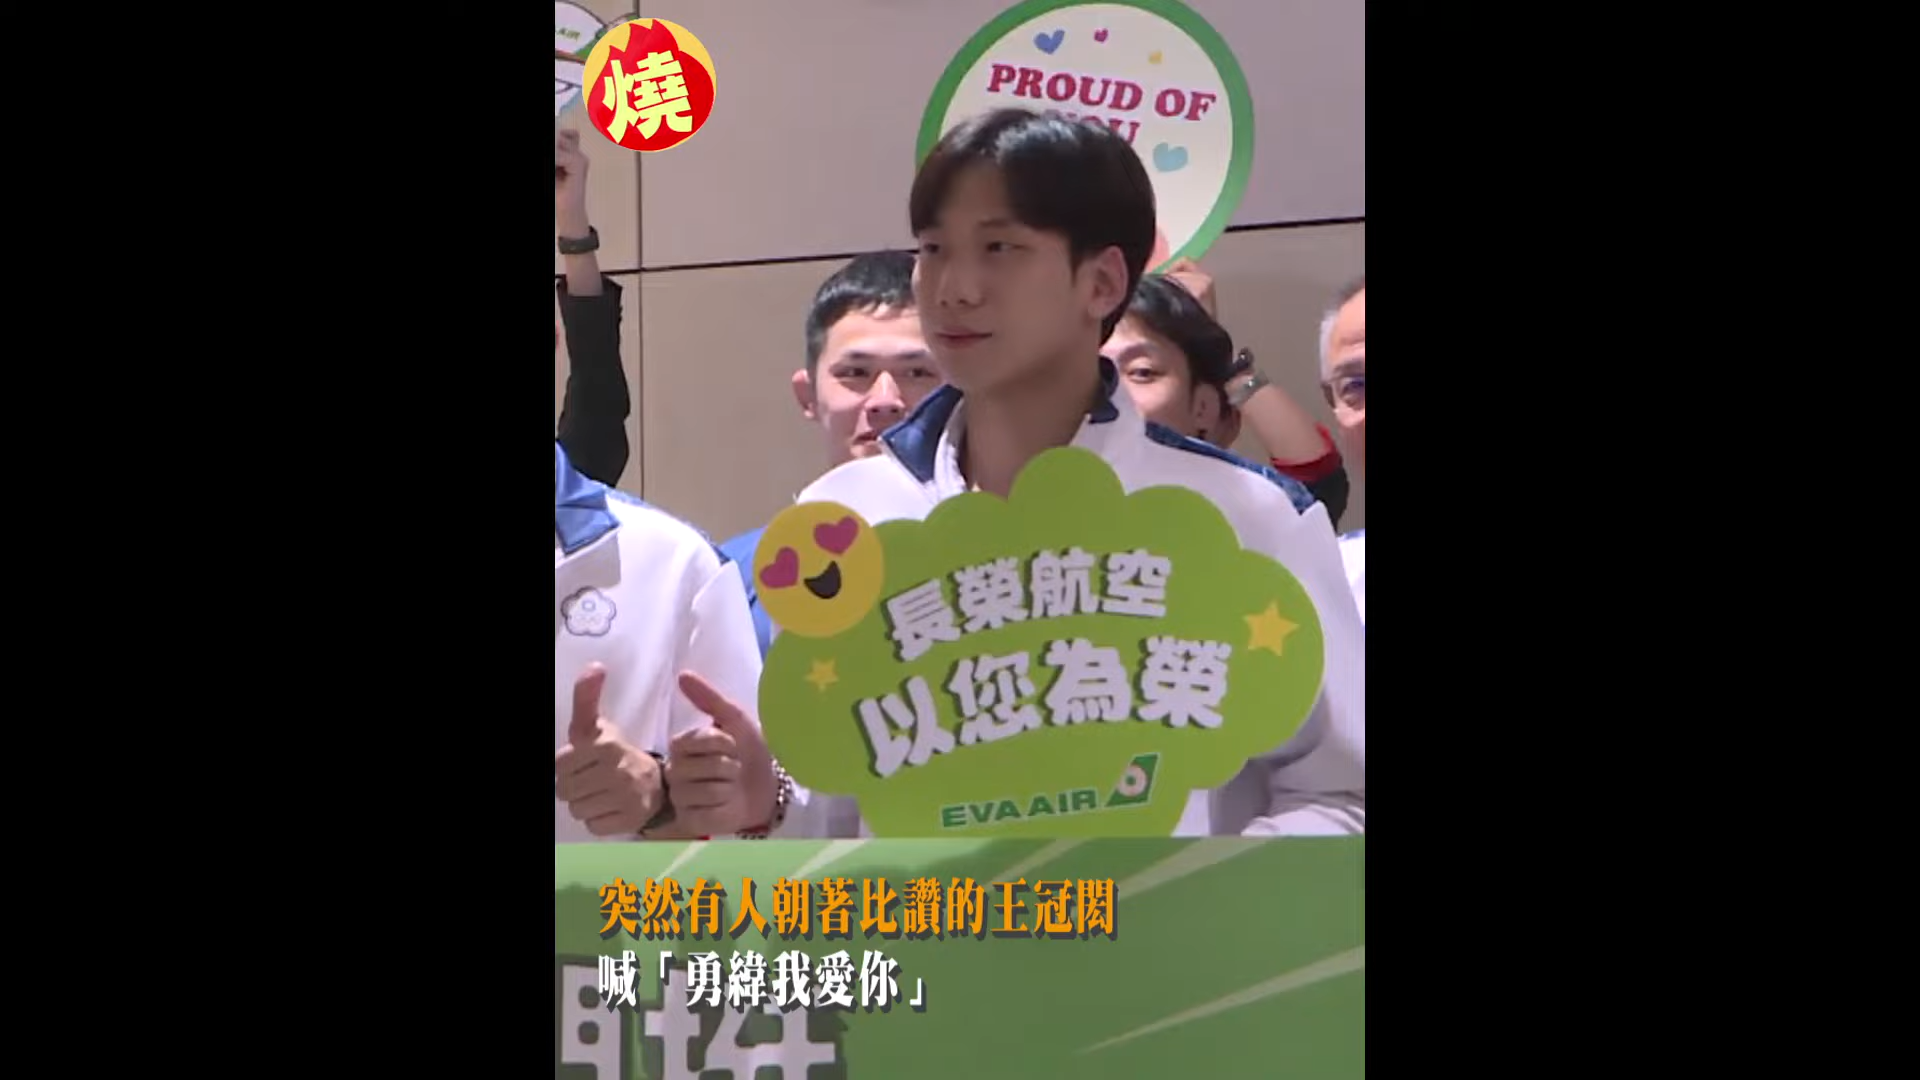 燒
PROUD OF
YOU
長榮航空
以您為榮
EVA AIR
突然有人朝著比讚的王冠閎
喊「勇緯我愛你」